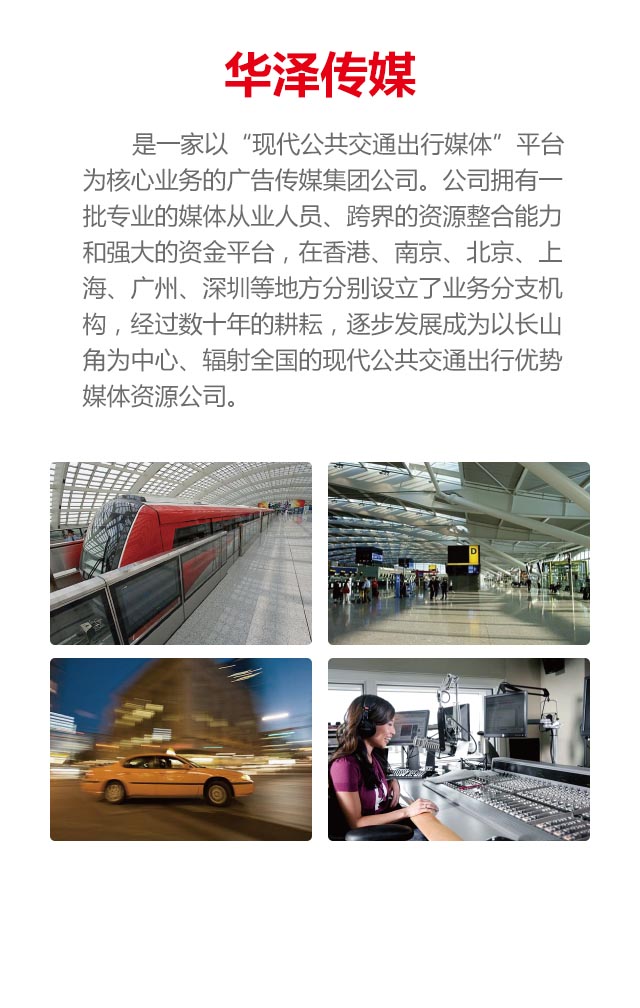 华泽传媒
是一家以“现代公共交通出行媒体”平台
为核心业务的广告传媒集团公司。公司拥有一
批专业的媒体从业人员、跨界的资源整合能力
和强大的资金平台，在香港、南京、北京、上
海、广州、深圳等地方分别设立了业务分支机
构，经过数十年的耕耘，逐步发展成为以长山
角为中心、辐射全国的现代公共交通出行优势
媒体资源公司。
D